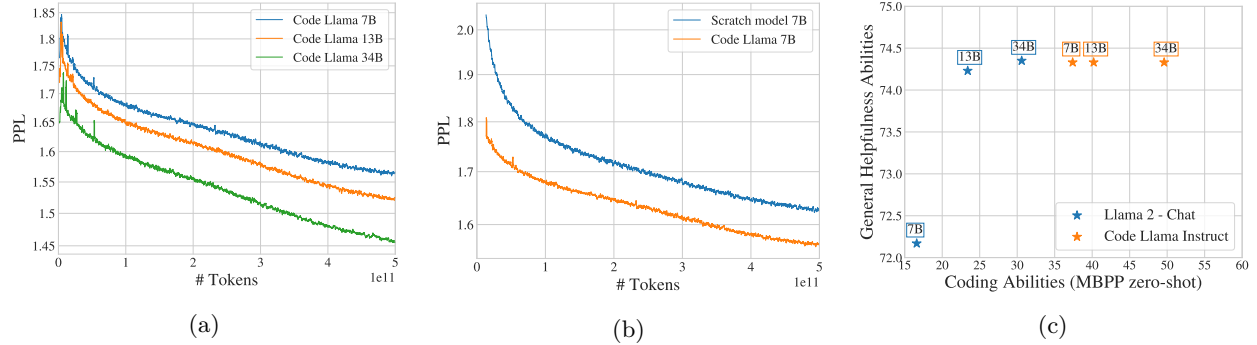 1.85
1.8
1.75
1.7
1.65
1.6
1.55
1.5
1.45
PPL
0
1
2
3
4
5
1e11
# Tokens
Code Llama 7B
Code Llama 13B
Code Llama 34B
(a)
2.0
1.9
1.8
1.7
1.6
PPL
0
1
2
3
4
5
1e11
# Tokens
Scratch model 7B
Code Llama 7B
(b)
75.0
74.5
74.0
73.5
73.0
72.5
72.0
General Helpfulness Abilities
13B
34B
7B
13B
34B
7B
Llama 2 - Chat
Code Llama Instruct
15
20
25
30
35
40
45
50
55
60
Coding Abilities (MBPP zero-shot)
(c)